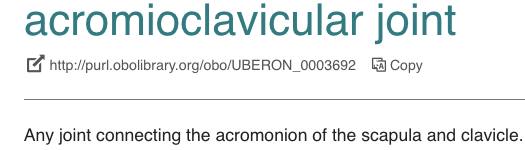 acromioclavicular joint
http://purl.obolibrary.org/obo/UBERON_0003692 Copy
Any joint connecting the acromonion of the scapula and clavicle.